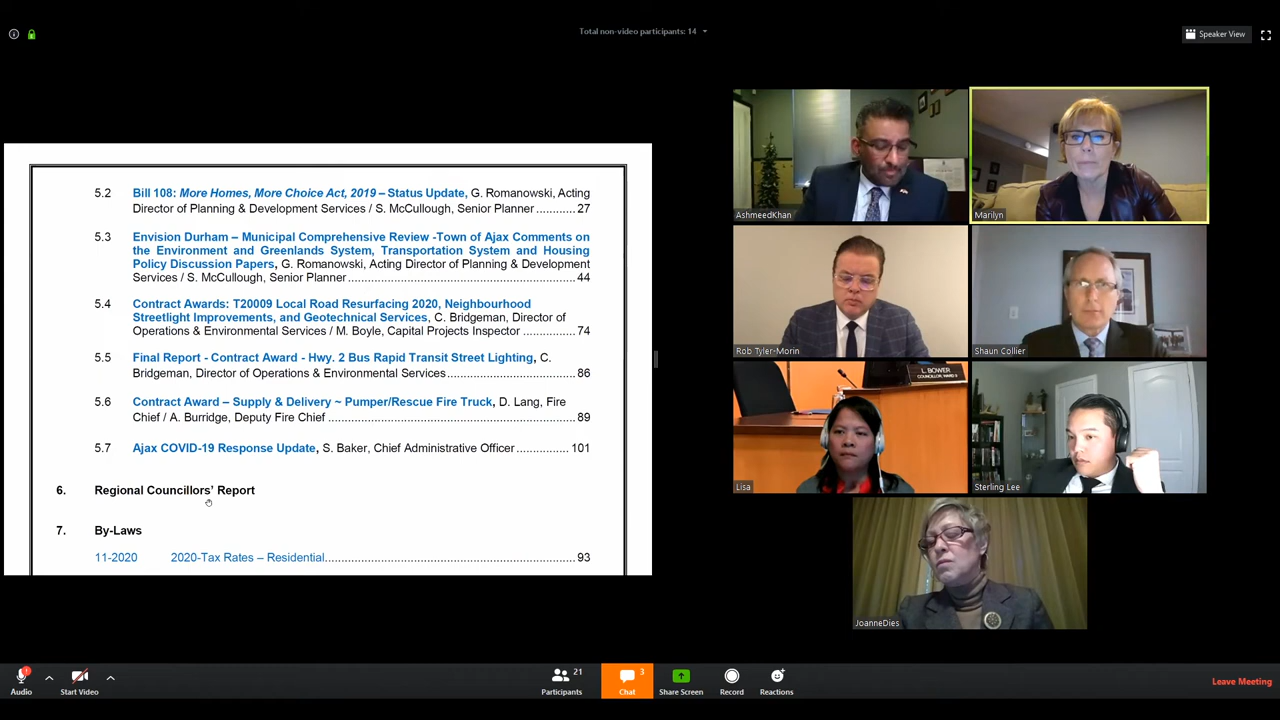 Total non-video participants: 14
Speaker View
5.2 Bill 108: More Homes, More Choice Act, 2019 – Status Update, G. Romanowski, Acting
Director of Planning & Development Services / S. McCullough, Senior Planner ........... 27
5.3 Envision Durham – Municipal Comprehensive Review -Town of Ajax Comments on
the Environment and Greenlands System, Transportation System and Housing
Policy Discussion Papers, G. Romanowski, Acting Director of Planning & Development
Services / S. McCullough, Senior Planner ................................................................ 44
5.4 Contract Awards: T20009 Local Road Resurfacing 2020, Neighbourhood
Streetlight Improvements, and Geotechnical Services, C. Bridgeman, Director of
Operations & Environmental Services / M. Boyle, Capital Projects Inspector .............. 74
5.5 Final Report - Contract Award - Hwy. 2 Bus Rapid Transit Street Lighting, C.
Bridgeman, Director of Operations & Environmental Services .................................... 86
5.6 Contract Award – Supply & Delivery ~ Pumper/Rescue Fire Truck, D. Lang, Fire
Chief / A. Burridge, Deputy Fire Chief ...................................................................... 89
5.7 Ajax COVID-19 Response Update, S. Baker, Chief Administrative Officer ............... 101
6. Regional Councillors’ Report
7. By-Laws
11-2020 2020-Tax Rates – Residential ...................................................................... 93
AshmeedKhan
Marilyn
Rob Tyler-Morin
Shaun Collier
L. BOWER
COUNCILLOR, WARD 3
Lisa
Sterling Lee
JoanneDies
Audio
Start Video
21
Participants
3
Chat
Share Screen
Record
Reactions
Leave Meeting